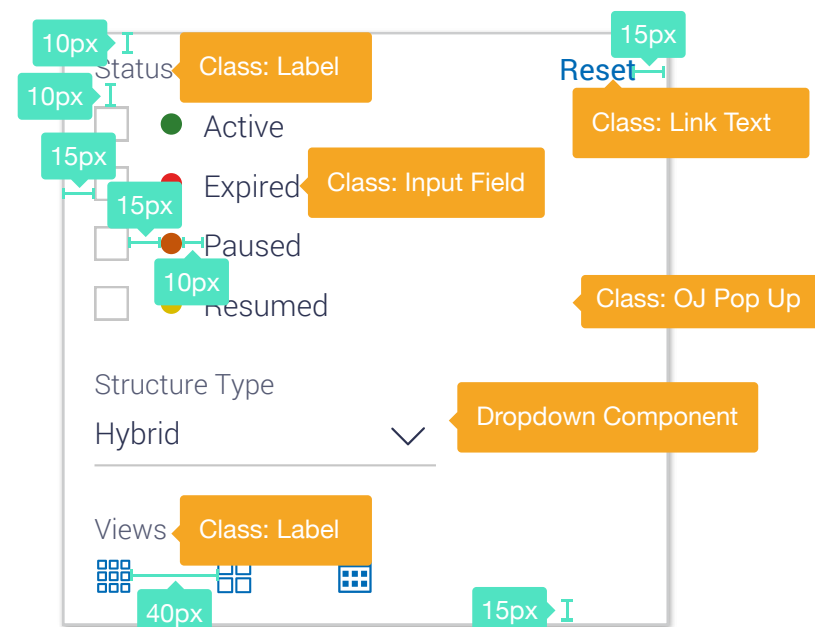 10px
15px
Status
Class: Label
Reset
10px
Class: Link Text
Active
15px
Expired
Class: Input Field
15px
Paused
10px
Resumed
Class: OJ Pop Up
Structure Type
Hybrid
Dropdown Component
Views
Class: Label
40px
15px